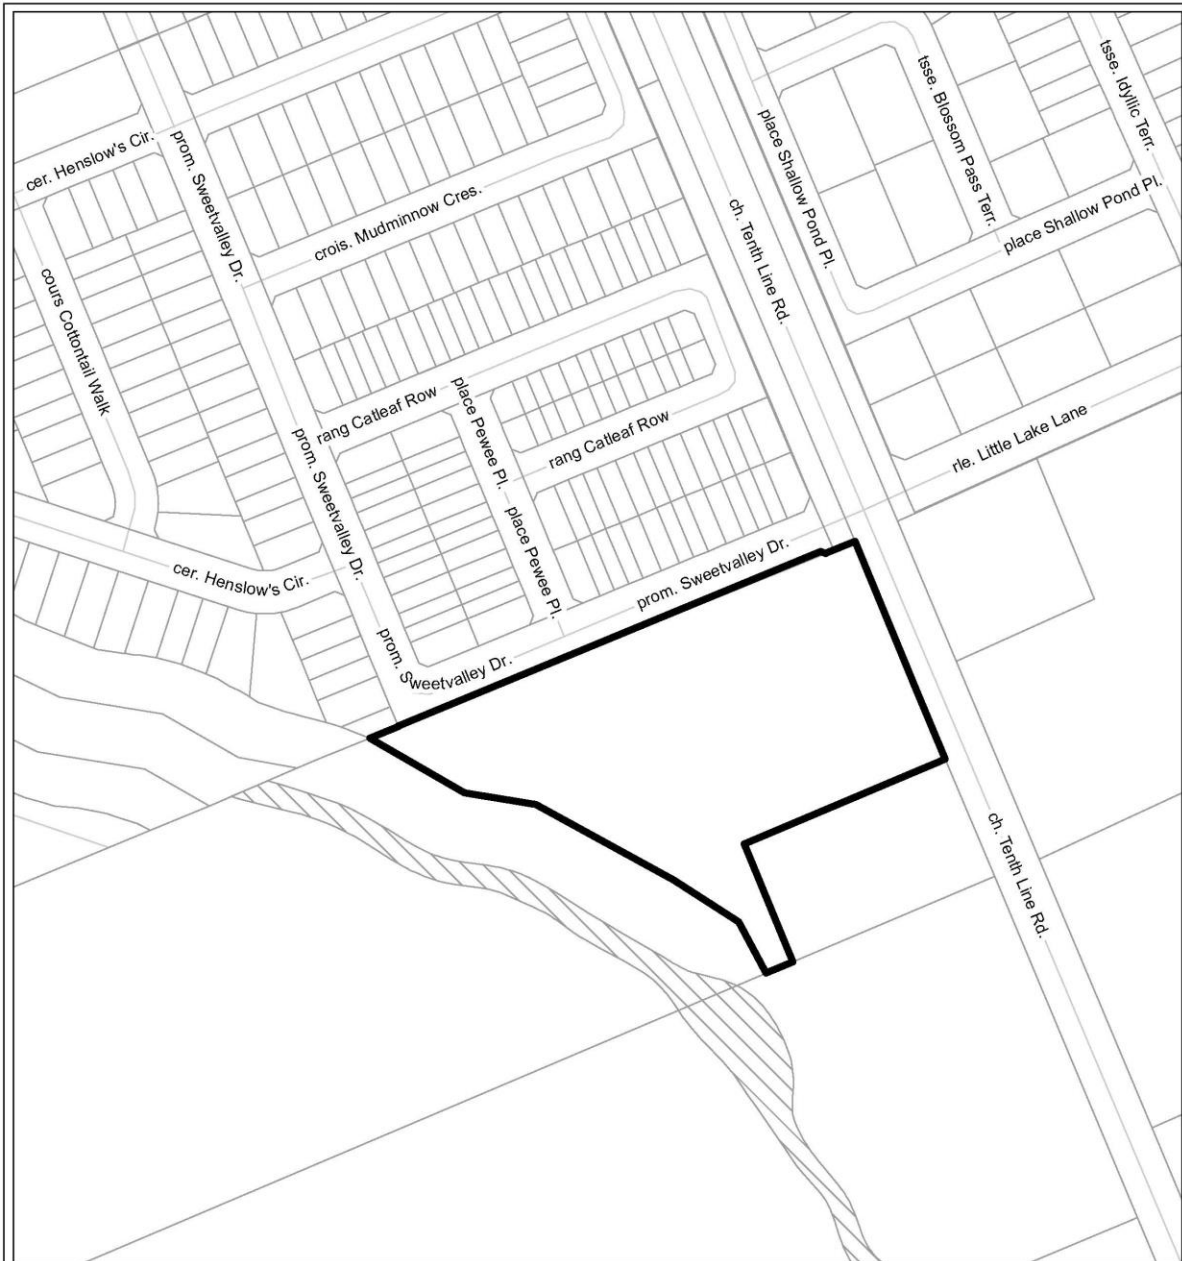 cer. Henslow's Cir.
prom. Sweetvalley Dr.
crois. Mudminnow Cres.
cours Cottontail Walk
place Shallow Pond Pl.
tsse. Blossom Pass Terr.
tsse. Idyllic Terr.
place Shallow Pond Pl.
ch. Tenth Line Rd.
rang Catleaf Row
place Pewee Pl.
rang Catleaf Row
rle. Little Lake Lane
prom. Sweetvalley Dr.
place Pewee Pl.
cer. Henslow's Cir.
prom. Sweetvalley Dr.
prom. Sweetvalley Dr.
ch. Tenth Line Rd.